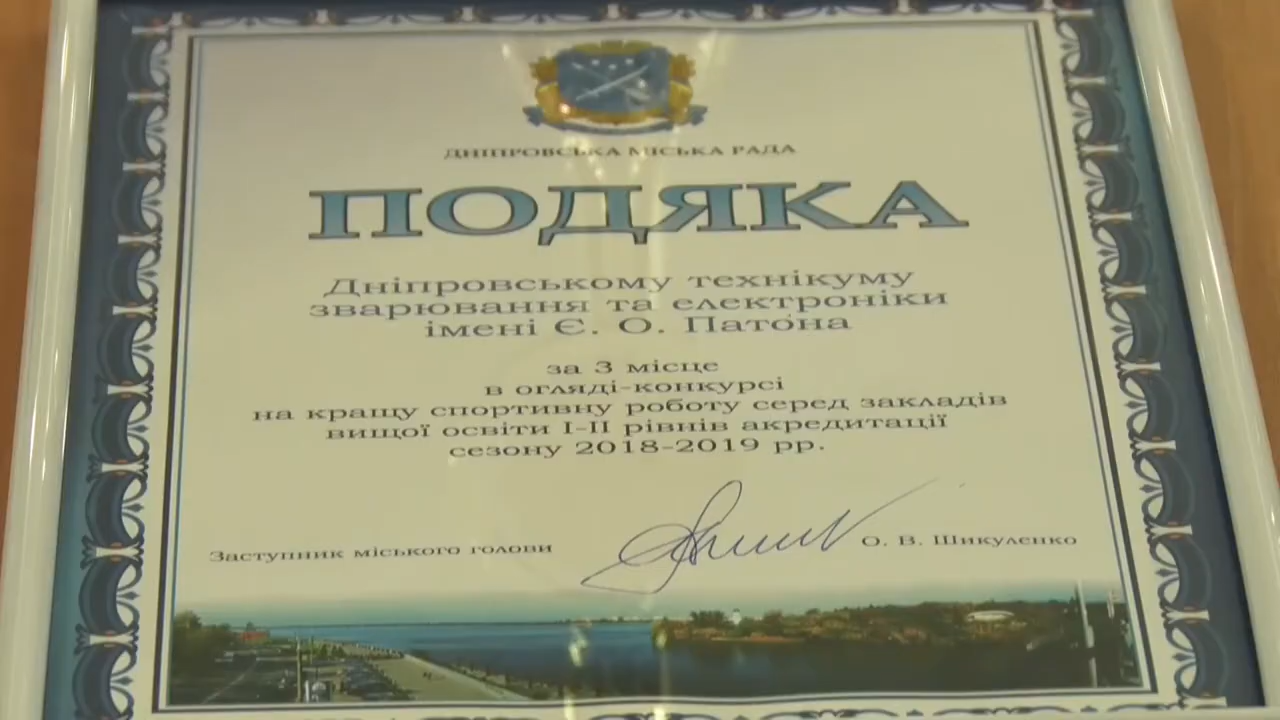 ДНІПРОВСЬКА МІСЬКА РАДА
ПОДЯКА
Дніпровському технікуму
зварювання та електроніки
імені Є. О. Патона
за 3 місце
в огляді-конкурсі
на кращу спортивну роботу серед закладів
вищої освіти І-ІІ рівнів акредитації
сезону 2018-2019 рр.
Заступник міського голови О. В. Шикуленко